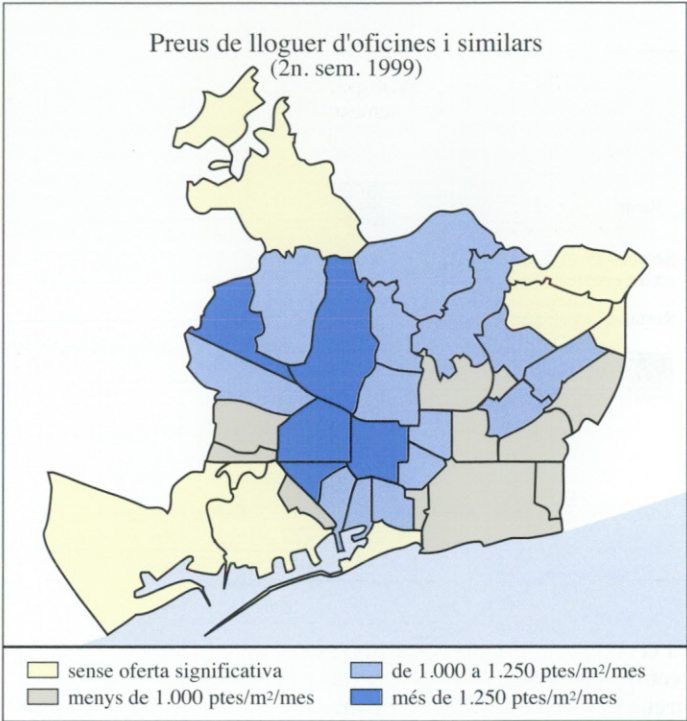 Preus de lloguer d'oficines i similars
(2n. sem. 1999)
sense oferta significativa
menys de 1.000 ptes/m²/mes
de 1.000 a 1.250 ptes/m²/mes
més de 1.250 ptes/m²/mes